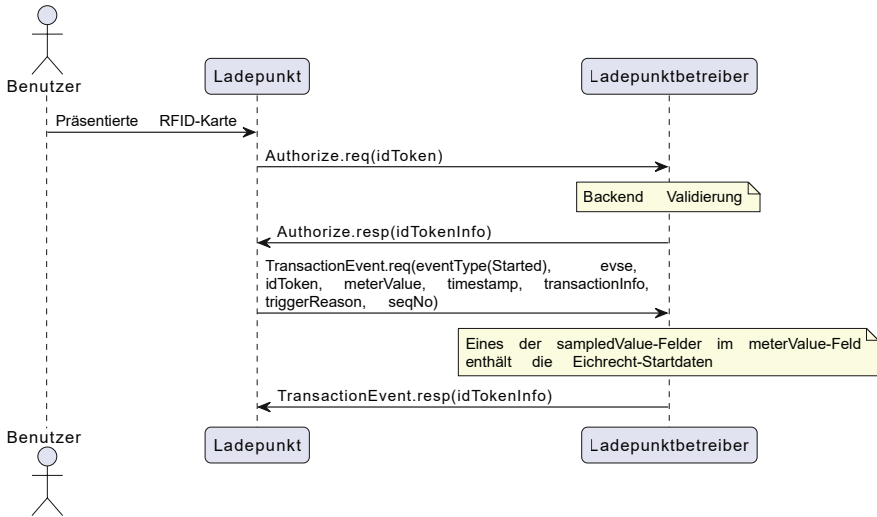 Benutzer
Ladepunkt
Ladepunktbetreiber
Präsentierte RFID-Karte
Authorize.req(idToken)
Backend Validierung
Authorize.resp(idTokenInfo)
TransactionEvent.req(eventType(Started), evse,
idToken, meterValue, timestamp, transactionInfo,
triggerReason, seqNo)
Eines der sampledValue-Felder im meterValue-Feld
enthält die Eichrecht-Startdaten
TransactionEvent.resp(idTokenInfo)
Benutzer
Ladepunkt
Ladepunktbetreiber